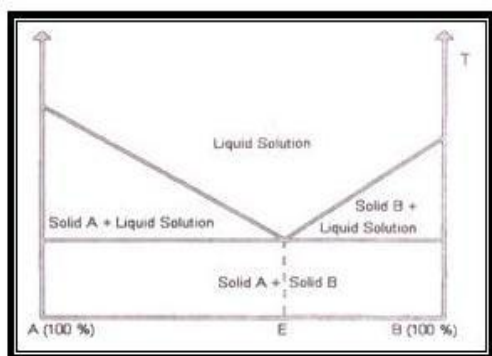 T
Liquid Solution
Solid B +
Solid A + Liquid Solution
Liquid Solution
Solid A + Solid B
A (100 %)
E
B (100 %)